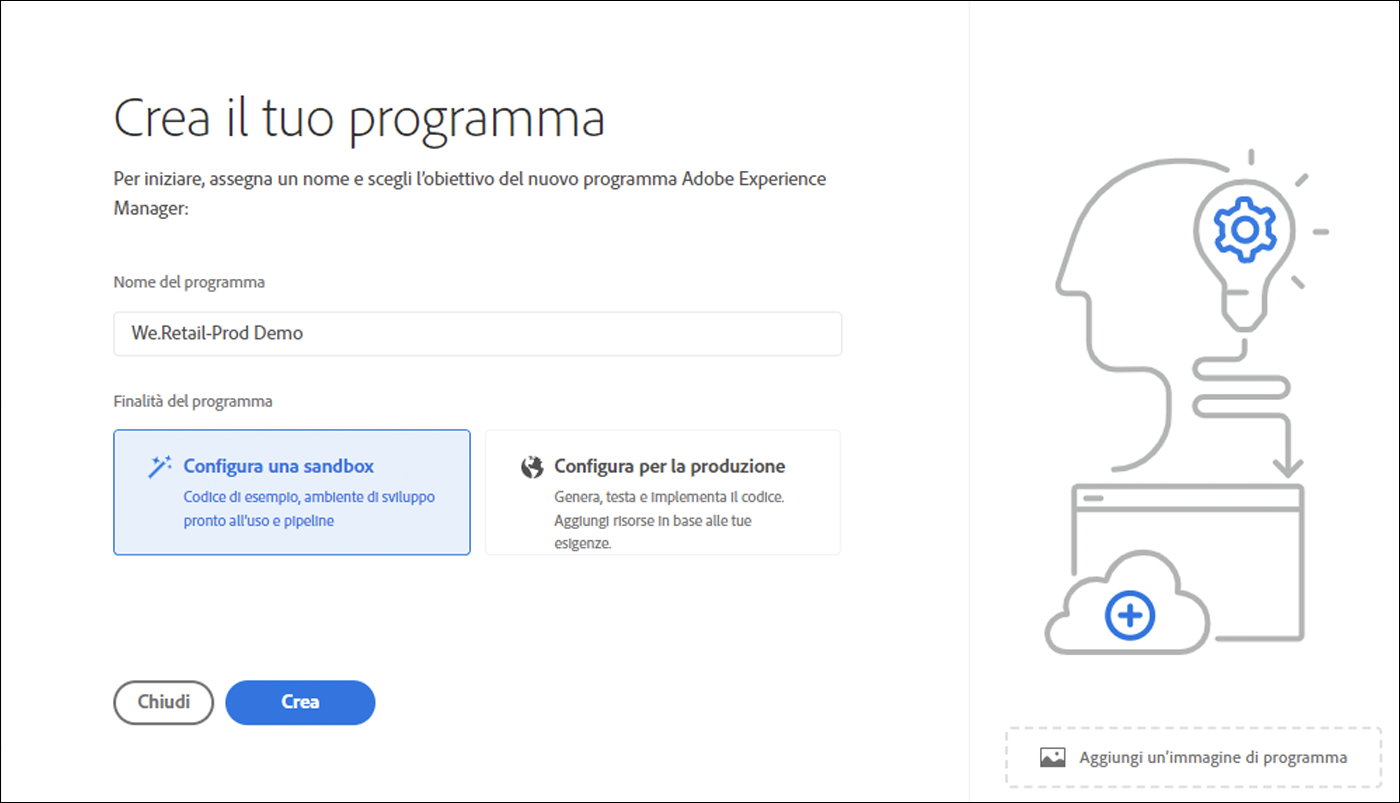 Crea il tuo programma
Per iniziare, assegna un nome e scegli l’obiettivo del nuovo programma Adobe Experience
Manager:
Nome del programma
We.Retail-Prod Demo
Finalità del programma
Configura una sandbox
Codice di esempio, ambiente di sviluppo
pronto all’uso e pipeline
Configura per la produzione
Genera, testa e implementa il codice.
Aggiungi risorse in base alle tue
esigenze.
Chiudi
Crea
Aggiungi un’immagine di programma